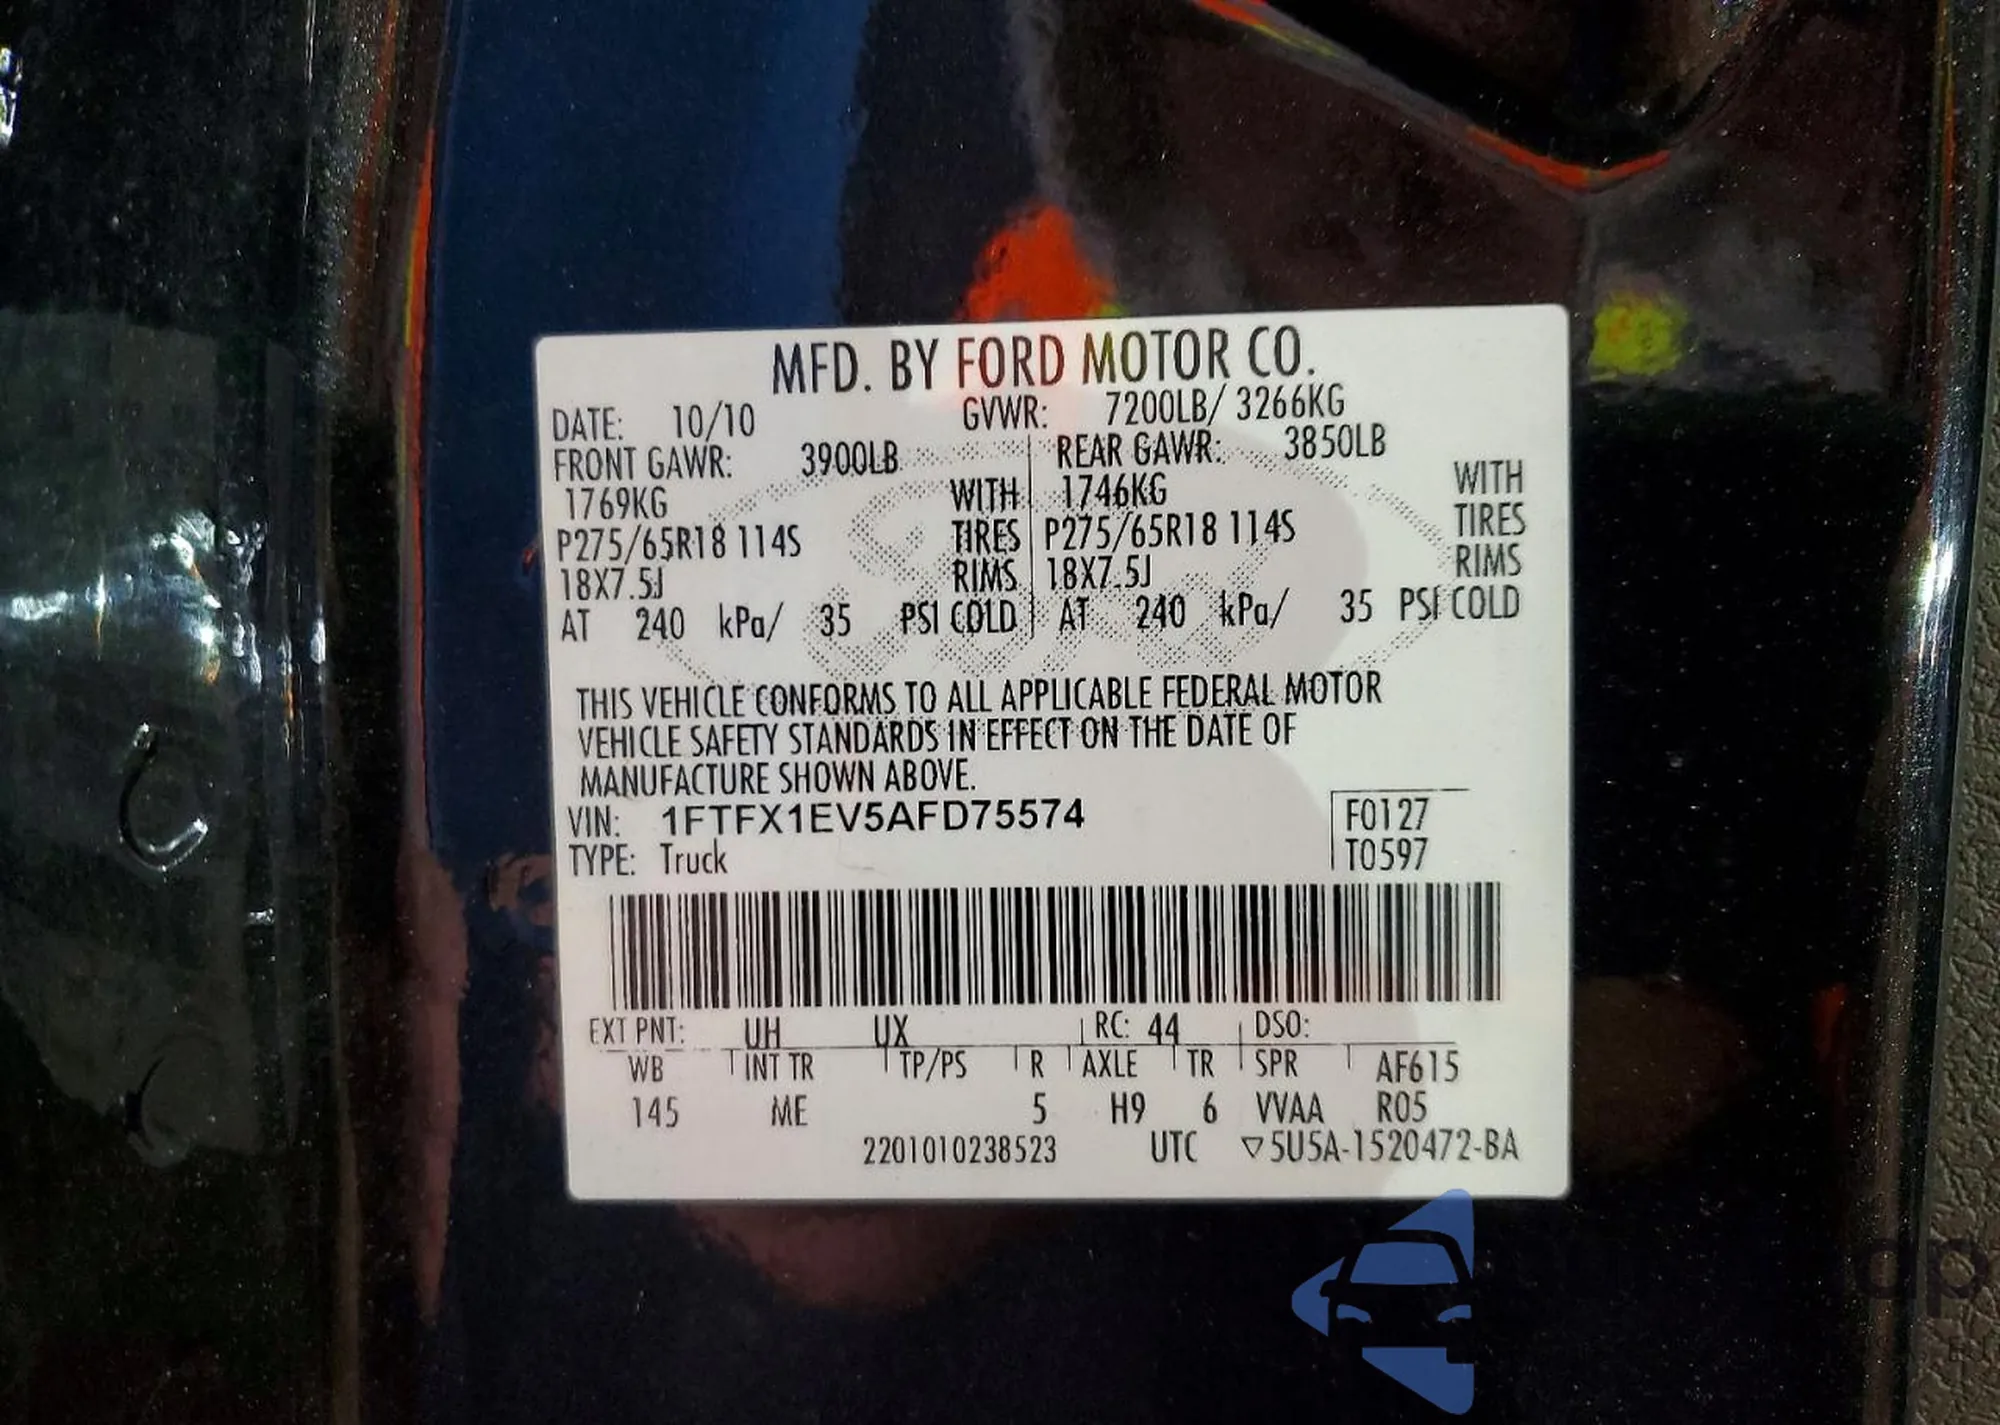 MFD. BY FORD MOTOR CO.
DATE: 10/10 GVWR: 7200LB/ 3266KG
FRONT GAWR: 3900LB REAR GAWR: 3850LB
1769KG WITH 1746KG WITH
P275/65R18 114S TIRES P275/65R18 114S TIRES
18X7.5J RIMS 18X7.5J RIMS
AT 240 kPa/ 35 PSI COLD AT 240 kPa/ 35 PSI COLD
THIS VEHICLE CONFORMS TO ALL APPLICABLE FEDERAL MOTOR
VEHICLE SAFETY STANDARDS IN EFFECT ON THE DATE OF
MANUFACTURE SHOWN ABOVE.
VIN: 1FTFX1EV5AFD75574 F0127
TYPE: Truck T0597
EXT PNT: UH UX RC: 44 DSO:
WB INT TR TP/PS R AXLE TR SPR AF615
145 ME 5 H9 6 VVAA R05
2201010238523 UTC ▽5U5A-1520472-BA